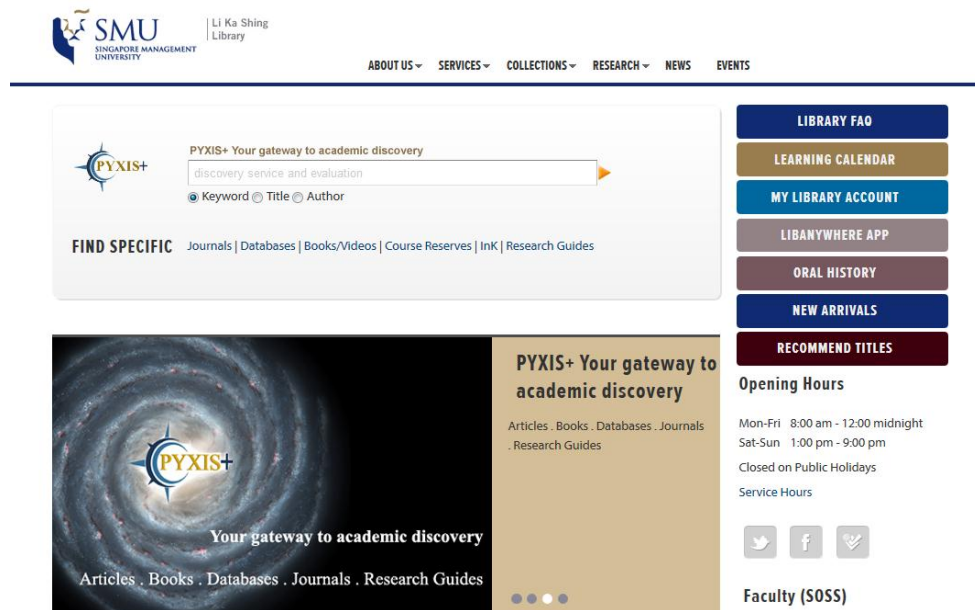 SMU
SINGAPORE MANAGEMENT
UNIVERSITY
Li Ka Shing
Library
ABOUT US SERVICES COLLECTIONS RESEARCH NEWS EVENTS
PYXIS+
PYXIS+ Your gateway to academic discovery
discovery service and evaluation
Keyword Title Author
FIND SPECIFIC Journals | Databases | Books/Videos | Course Reserves | InK | Research Guides
LIBRARY FAQ
LEARNING CALENDAR
MY LIBRARY ACCOUNT
LIBANYWHERE APP
ORAL HISTORY
NEW ARRIVALS
RECOMMEND TITLES
PYXIS+
Your gateway to academic discovery
Articles . Books . Databases . Journals . Research Guides
PYXIS+ Your gateway to
academic discovery
Articles . Books . Databases . Journals
. Research Guides
Opening Hours
Mon-Fri 8:00 am - 12:00 midnight
Sat-Sun 1:00 pm - 9:00 pm
Closed on Public Holidays
Service Hours
f
Faculty (SOSS)